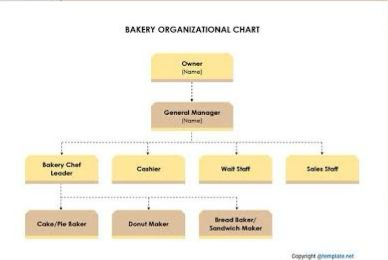 BAKERY ORGANIZATIONAL CHART
Owner
(Name)
General Manager
(Name)
Bakery Chef
Leader
Cashier
Wait Staff
Sales Staff
Cake/Pie Baker
Donut Maker
Bread Baker/
Sandwich Maker
Copyright @template.net